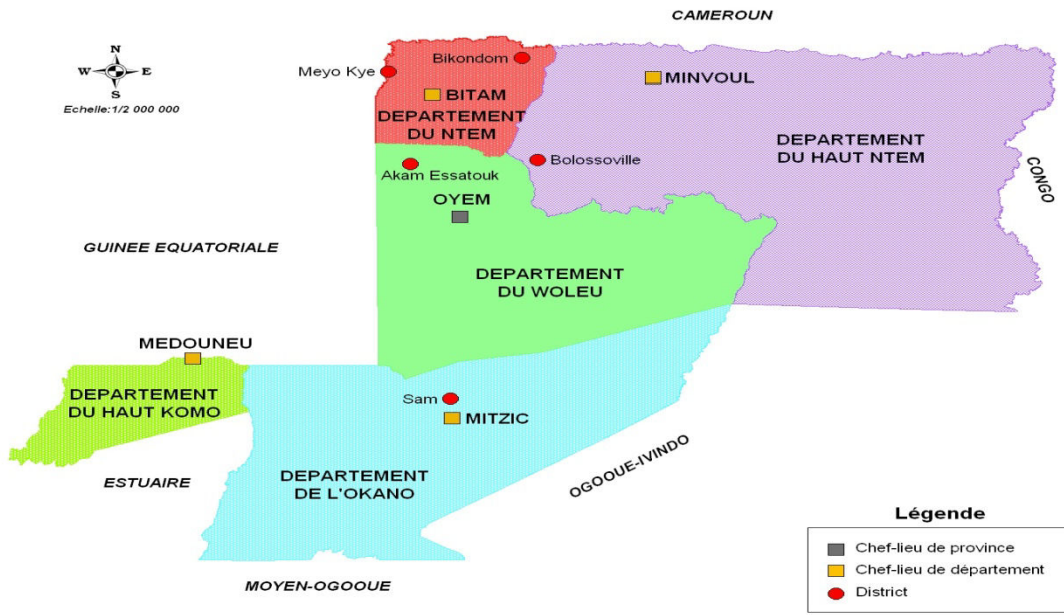 CAMEROUN
N
W E
S
Echelle:1/2 000 000
Meyo Kye
Bikondom
BITAM
MINVOUL
DEPARTEMENT
DU NTEM
DEPARTEMENT
DU HAUT NTEM
CONGO
Bolossoville
Akam Essatouk
OYEM
GUINEE EQUATORIALE
DEPARTEMENT
DU WOLEU
MEDOUNEU
DEPARTEMENT
DU HAUT KOMO
Sam
MITZIC
ESTUAIRE
DEPARTEMENT
DE L'OKANO
OGOOUE-IVINDO
MOYEN-OGOOUE
Légende
Chef-lieu de province
Chef-lieu de département
District